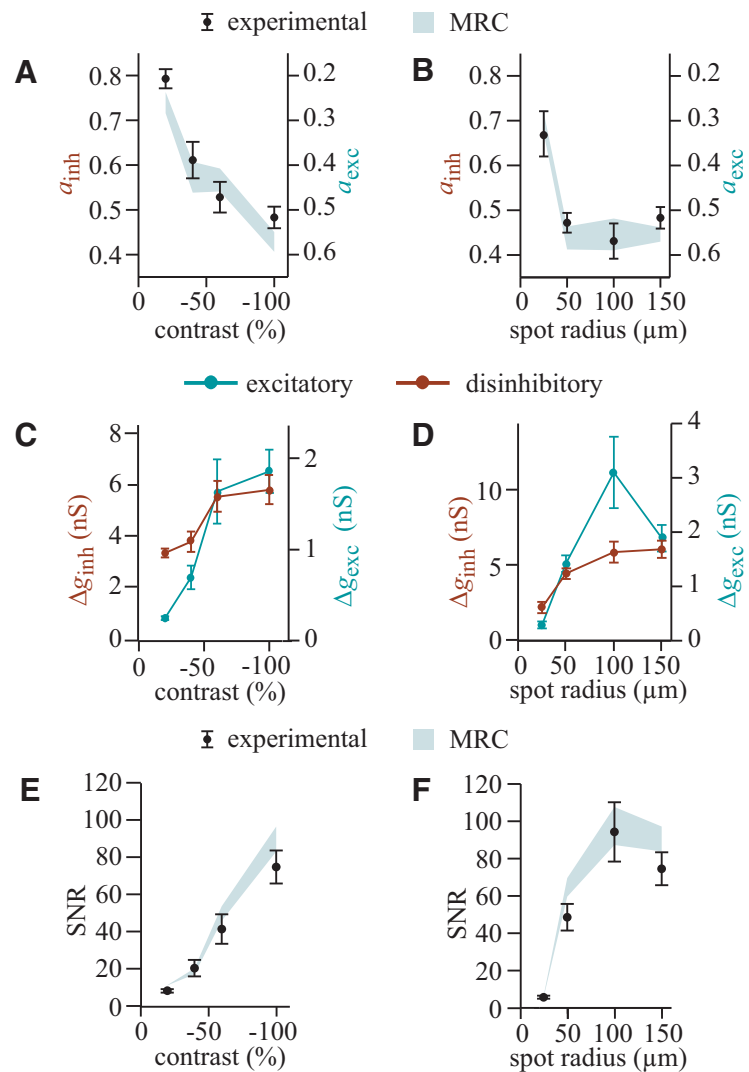 experimental MRC
A
B
0.8 0.2
0.7 0.3
0.6 0.4
0.5 0.5
0.4 0.6
a_inh
a_exc
0 -50 -100
contrast (%)
0.8 0.2
0.7 0.3
0.6 0.4
0.5 0.5
0.4 0.6
a_inh
a_exc
0 50 100 150
spot radius (µm)
excitatory disinhibitory
C
D
8
6
4
2
0
Δg_inh (nS)
2
1
0
Δg_exc (nS)
0 -50 -100
contrast (%)
10
5
0
Δg_inh (nS)
4
3
2
1
0
Δg_exc (nS)
0 50 100 150
spot radius (µm)
experimental MRC
E
F
120
100
80
60
40
20
0
SNR
0 -50 -100
contrast (%)
120
100
80
60
40
20
0
SNR
0 50 100 150
spot radius (µm)